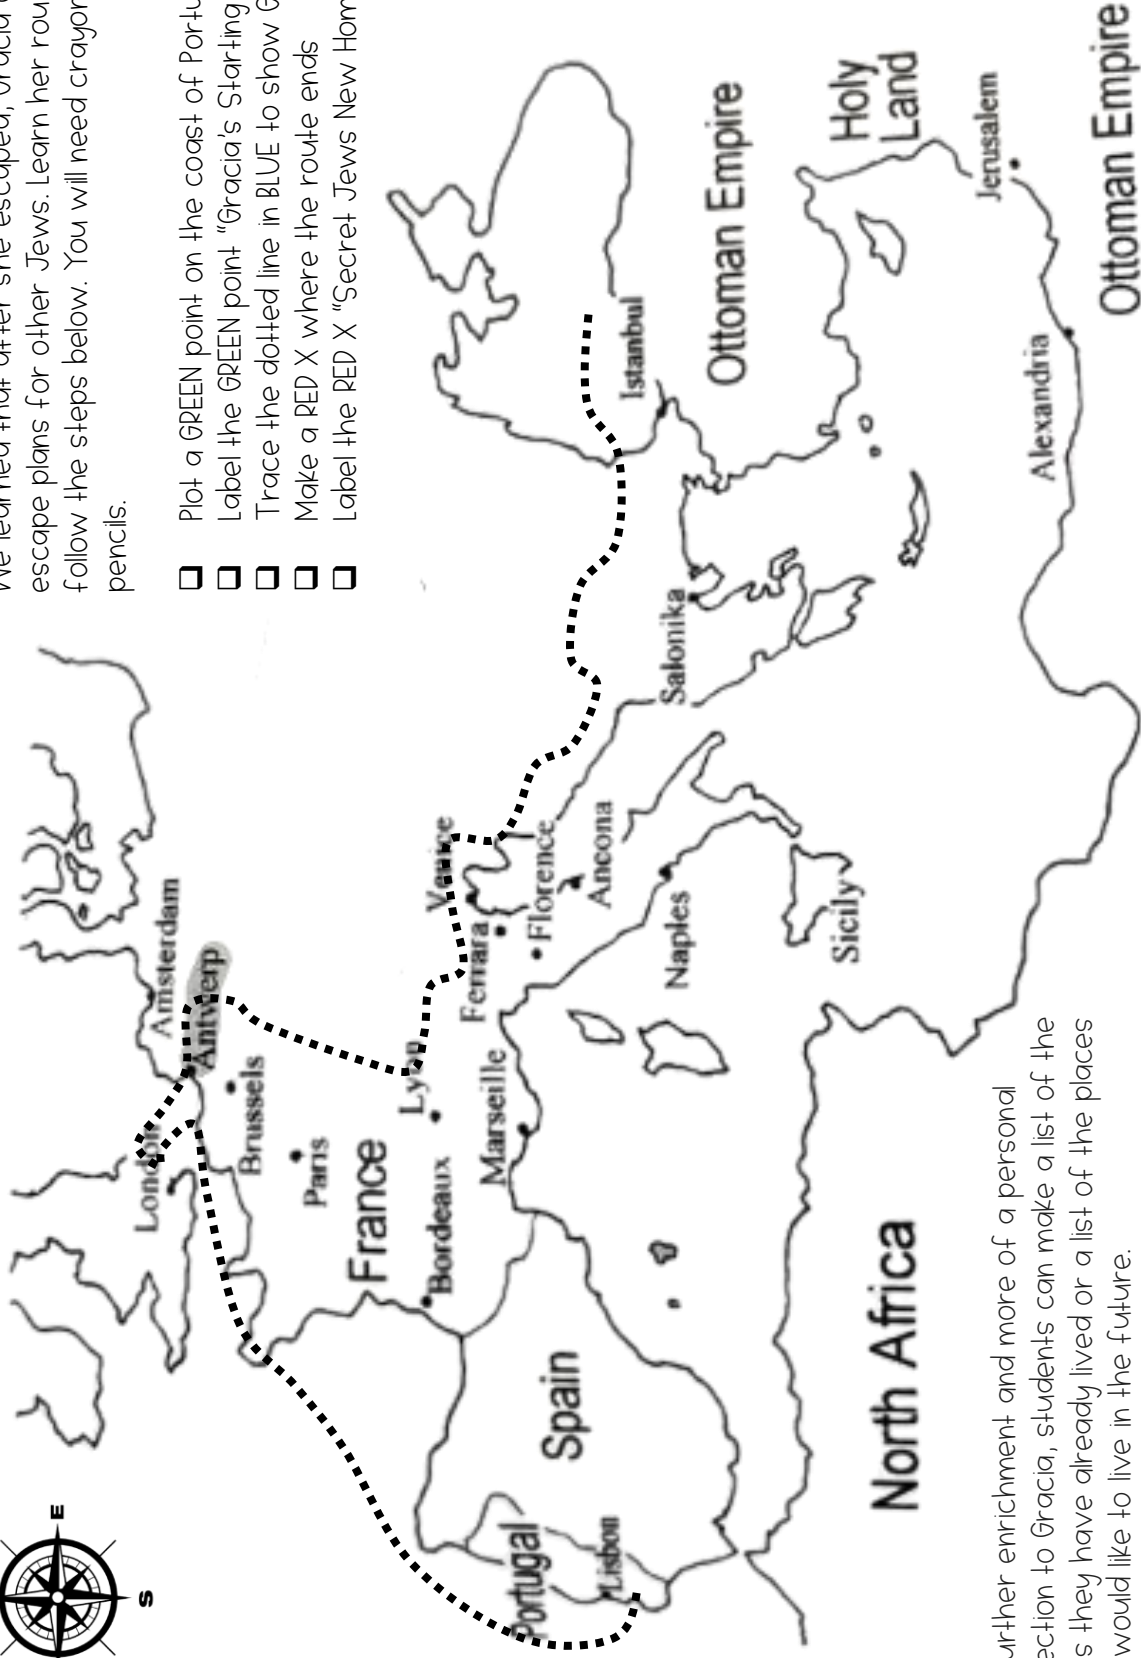 We learned that after she escaped, Gracia
escape plans for other Jews. Learn her rou
follow the steps below. You will need crayor
pencils.
❑ Plot a GREEN point on the coast of Portu
❑ Label the GREEN point "Gracia's Starting
❑ Trace the dotted line in BLUE to show G
❑ Make a RED X where the route ends
❑ Label the RED X "Secret Jews New Hom
E
S
London
Amsterdam
Antwerp
Brussels
Paris
France
Lyon
Bordeaux
Marseille
Venice
Ferrara
Florence
Ancona
Naples
Sicily
Salonika
Istanbul
Ottoman Empire
Holy
Land
Jerusalem
Alexandria
Ottoman Empire
Portugal
Lisbon
Spain
North Africa
urther enrichment and more of a personal
ection to Gracia, students can make a list of the
s they have already lived or a list of the places
would like to live in the future.